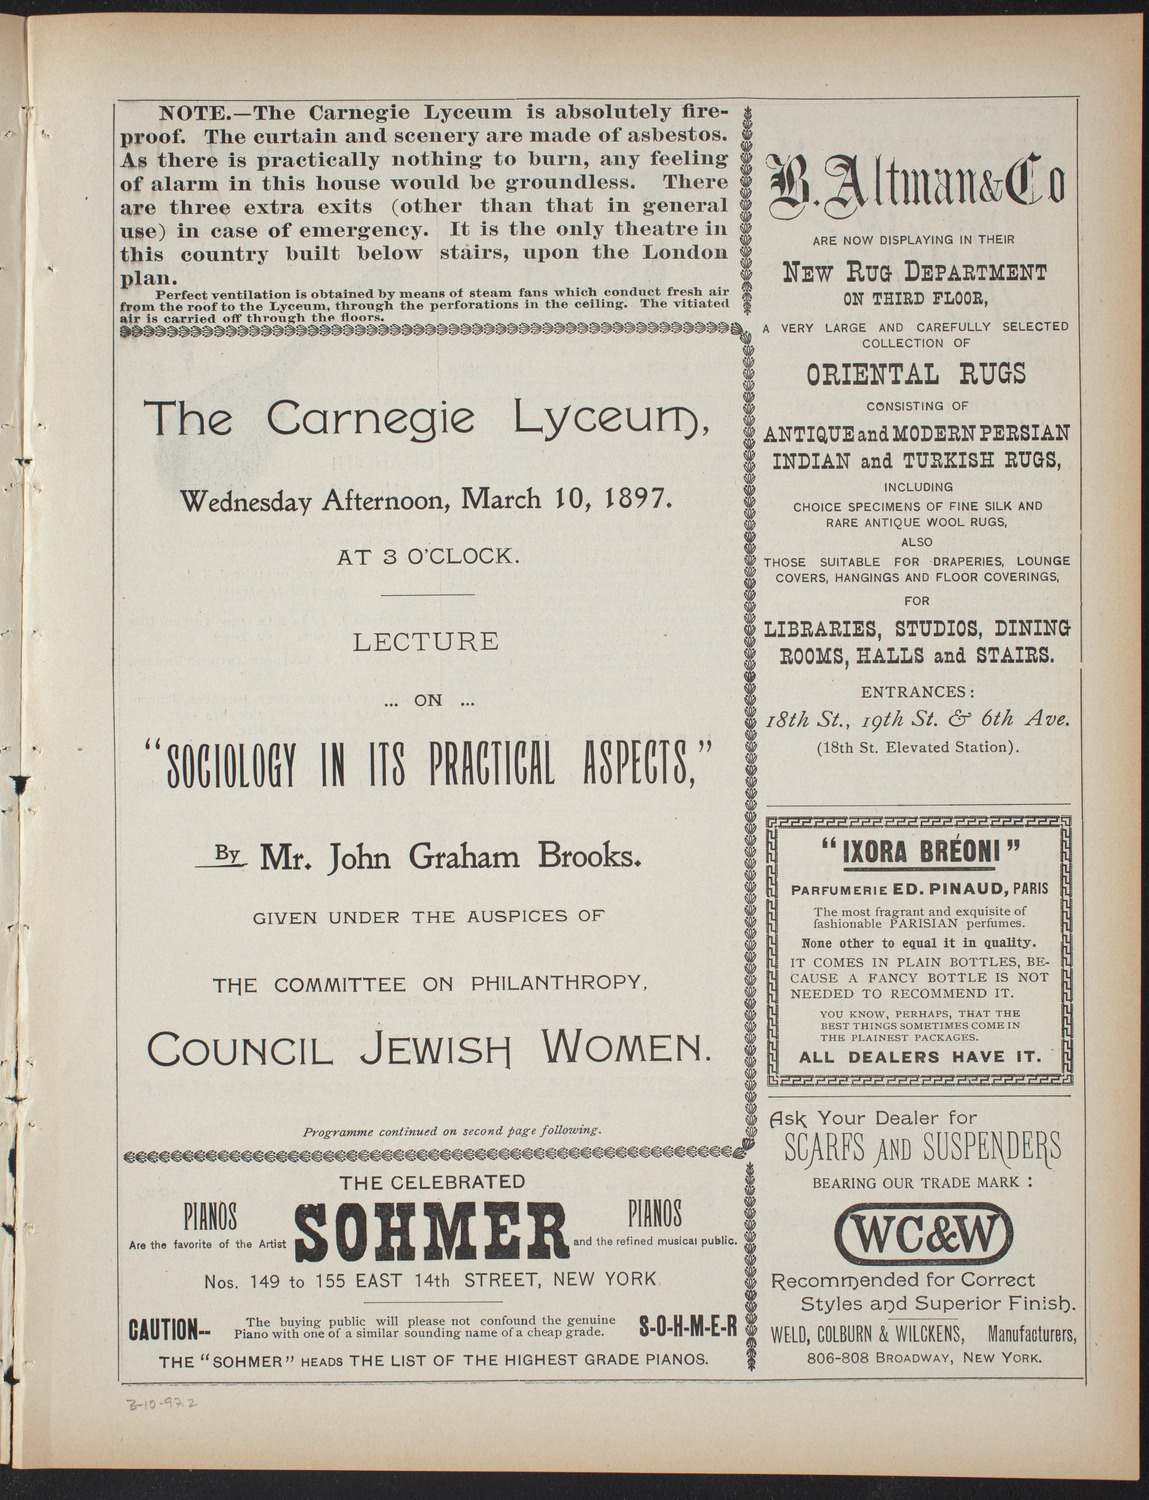 NOTE.—The Carnegie Lyceum is absolutely fire-
proof. The curtain and scenery are made of asbestos.
As there is practically nothing to burn, any feeling
of alarm in this house would be groundless. There
are three extra exits (other than that in general
use) in case of emergency. It is the only theatre in
this country built below stairs, upon the London
plan.
Perfect ventilation is obtained by means of steam fans which conduct fresh air
from the roof to the Lyceum, through the perforations in the ceiling. The vitiated
air is carried off through the floors.
The Carnegie Lyceum,
Wednesday Afternoon, March 10, 1897.
AT 3 O'CLOCK.
LECTURE
... ON ...
"SOCIOLOGY IN ITS PRACTICAL ASPECTS,"
By Mr. John Graham Brooks.
GIVEN UNDER THE AUSPICES OF
THE COMMITTEE ON PHILANTHROPY,
COUNCIL JEWISH WOMEN.
Programme continued on second page following.
THE CELEBRATED
PIANOS SOHMER PIANOS
Are the favorite of the Artist and the refined musical public.
Nos. 149 to 155 EAST 14th STREET, NEW YORK
CAUTION-- The buying public will please not confound the genuine S-O-H-M-E-R
Piano with one of a similar sounding name of a cheap grade.
THE "SOHMER" HEADS THE LIST OF THE HIGHEST GRADE PIANOS.
B. Altman & Co
ARE NOW DISPLAYING IN THEIR
NEW RUG DEPARTMENT
ON THIRD FLOOR,
A VERY LARGE AND CAREFULLY SELECTED
COLLECTION OF
ORIENTAL RUGS
CONSISTING OF
ANTIQUE and MODERN PERSIAN
INDIAN and TURKISH RUGS,
INCLUDING
CHOICE SPECIMENS OF FINE SILK AND
RARE ANTIQUE WOOL RUGS,
ALSO
THOSE SUITABLE FOR DRAPERIES, LOUNGE
COVERS, HANGINGS AND FLOOR COVERINGS,
FOR
LIBRARIES, STUDIOS, DINING
ROOMS, HALLS and STAIRS.
ENTRANCES:
18th St., 19th St. & 6th Ave.
(18th St. Elevated Station).
"IXORA BRÉONI"
PARFUMERIE ED. PINAUD, PARIS
The most fragrant and exquisite of
fashionable PARISIAN perfumes.
None other to equal it in quality.
IT COMES IN PLAIN BOTTLES, BE-
CAUSE A FANCY BOTTLE IS NOT
NEEDED TO RECOMMEND IT.
YOU KNOW, PERHAPS, THAT THE
BEST THINGS SOMETIMES COME IN
THE PLAINEST PACKAGES.
ALL DEALERS HAVE IT.
Ask Your Dealer for
SCARFS AND SUSPENDERS
BEARING OUR TRADE MARK:
WC&W
Recommended for Correct
Styles and Superior Finish.
WELD, COLBURN & WILCKENS, Manufacturers,
806-808 BROADWAY, NEW YORK.
3-10-97.2